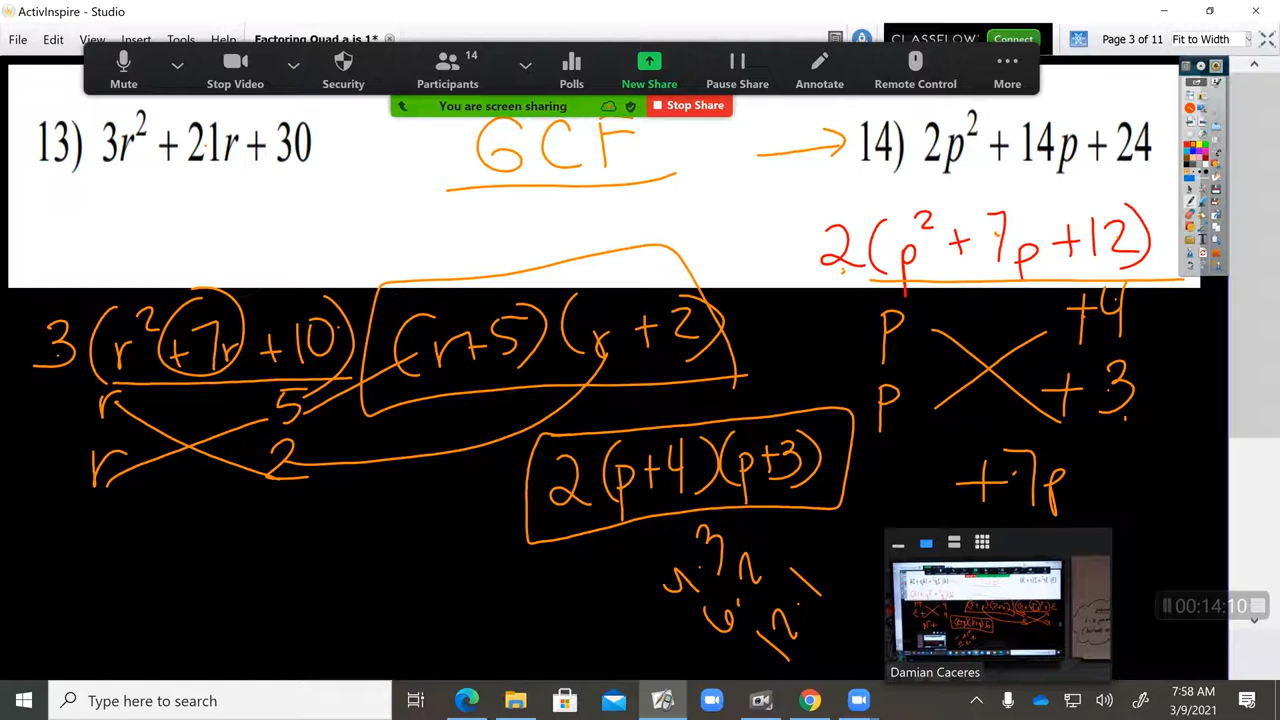 ActivInspire - Studio
File Edit View Insert Tools Help Factoring Quad a is 1* CLASSFLOW Connect Page 3 of 11 Fit to Width
Mute Stop Video Security Participants 14 Polls New Share Pause Share Annotate Remote Control More
You are screen sharing Stop Share
13) 3r² + 21r + 30 GCF → 14) 2p² + 14p + 24
2(p² + 7p + 12)
3(r² + 7r + 10) (r+5)(r+2)
p +4
r 5 p + 3
r 2
2(p+4)(p+3) +7p
Damian Caceres
00:14:10
Type here to search
7:58 AM
3/9/2021